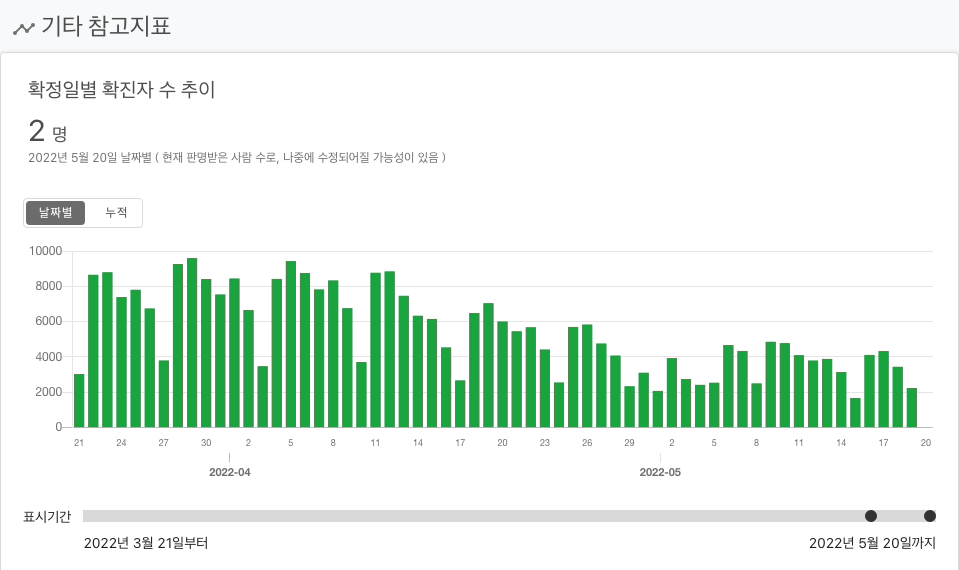 기타 참고지표
확정일별 확진자 수 추이
2 명
2022년 5월 20일 날짜별 ( 현재 판명받은 사람 수로, 나중에 수정되어질 가능성이 있음 )
날짜별 누적
10000
8000
6000
4000
2000
0
21 24 27 30 2 5 8 11 14 17 20 23 26 29 2 5 8 11 14 17 20
2022-04 2022-05
표시기간
2022년 3월 21일부터 2022년 5월 20일까지